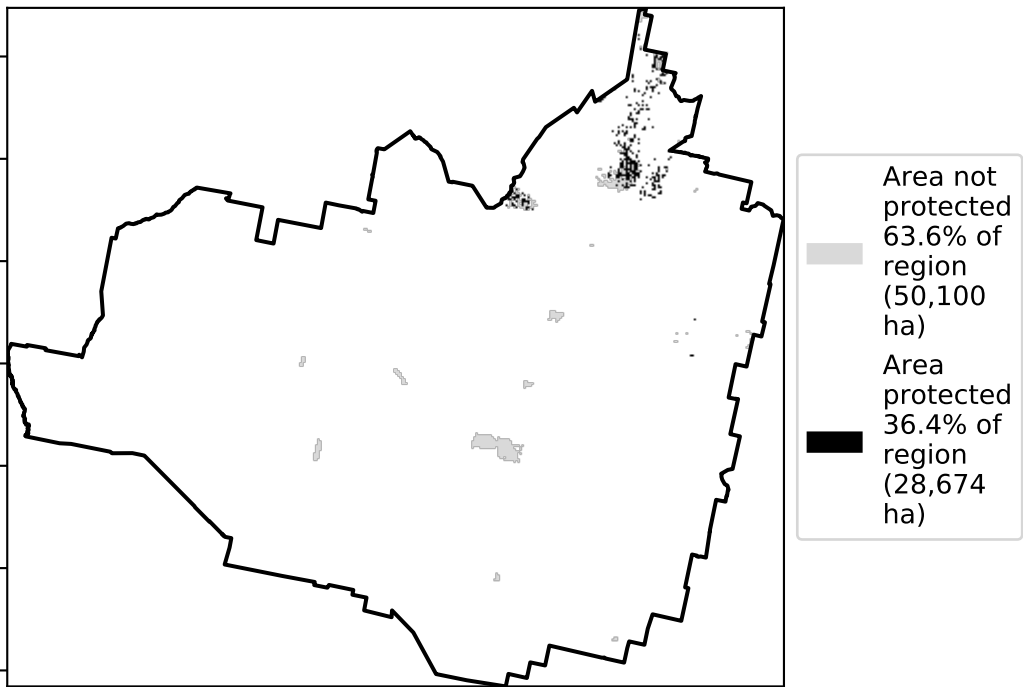 Area not
protected
63.6% of
region
(50,100
ha)
Area
protected
36.4% of
region
(28,674
ha)